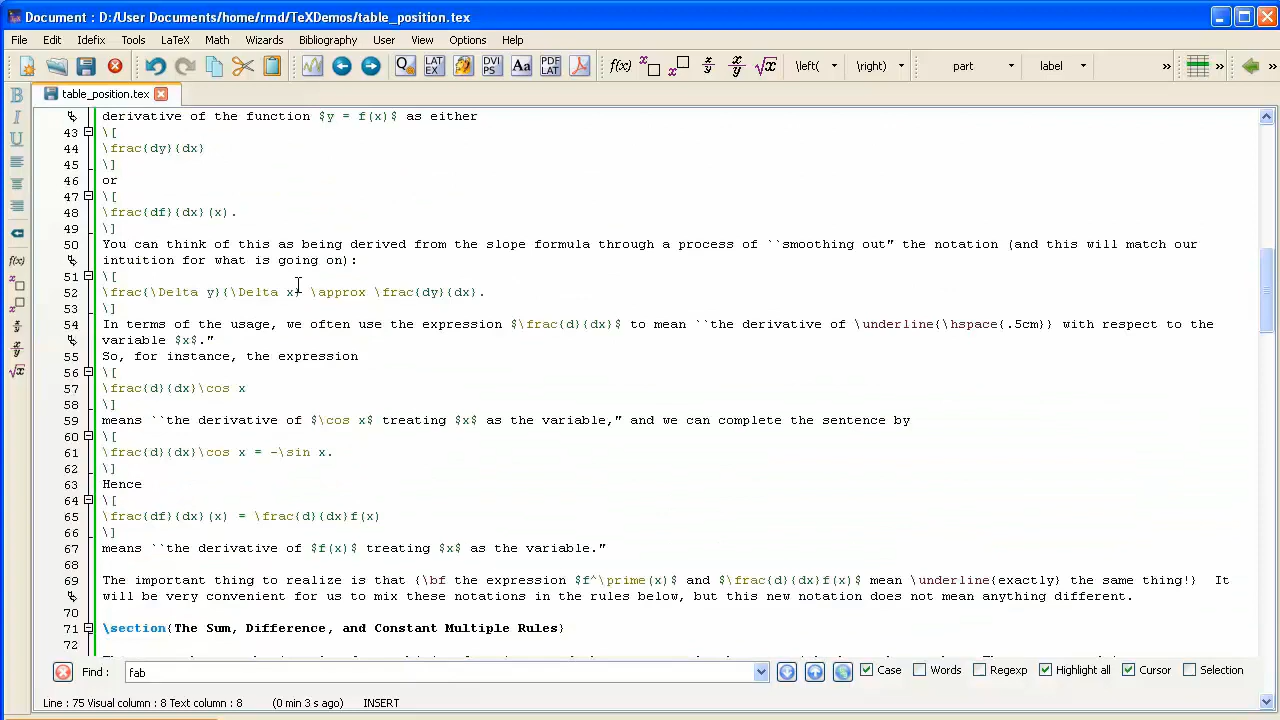 Document : D:/User Documents/home/rmd/TeXDemos/table_position.tex
File Edit Idefix Tools LaTeX Math Wizards Bibliography User View Options Help
Q LAT EX DVI PS Aa PDF LAT f(x) x x x/y x/y √x \left( \right) part label » » »
table_position.tex
derivative of the function $y = f(x)$ as either
43 \[
44 \frac{dy}{dx}
45 \]
46 or
47 \[
48 \frac{df}{dx}(x).
49 \]
50 You can think of this as being derived from the slope formula through a process of ``smoothing out" the notation (and this will match our
intuition for what is going on):
51 \[
52 \frac{\Delta y}{\Delta x} \approx \frac{dy}{dx}.
53 \]
54 In terms of the usage, we often use the expression $\frac{d}{dx}$ to mean ``the derivative of \underline{\hspace{.5cm}} with respect to the
variable $x$."
55 So, for instance, the expression
56 \[
57 \frac{d}{dx}\cos x
58 \]
59 means ``the derivative of $\cos x$ treating $x$ as the variable," and we can complete the sentence by
60 \[
61 \frac{d}{dx}\cos x = -\sin x.
62 \]
63 Hence
64 \[
65 \frac{df}{dx}(x) = \frac{d}{dx}f(x)
66 \]
67 means ``the derivative of $f(x)$ treating $x$ as the variable."
68
69 The important thing to realize is that {\bf the expression $f^\prime(x)$ and $\frac{d}{dx}f(x)$ mean \underline{exactly} the same thing!} It
will be very convenient for us to mix these notations in the rules below, but this new notation does not mean anything different.
70
71 \section{The Sum, Difference, and Constant Multiple Rules}
72
Find : fab Case Words Regexp Highlight all Cursor Selection
Line : 75 Visual column : 8 Text column : 8 (0 min 3 s ago) INSERT